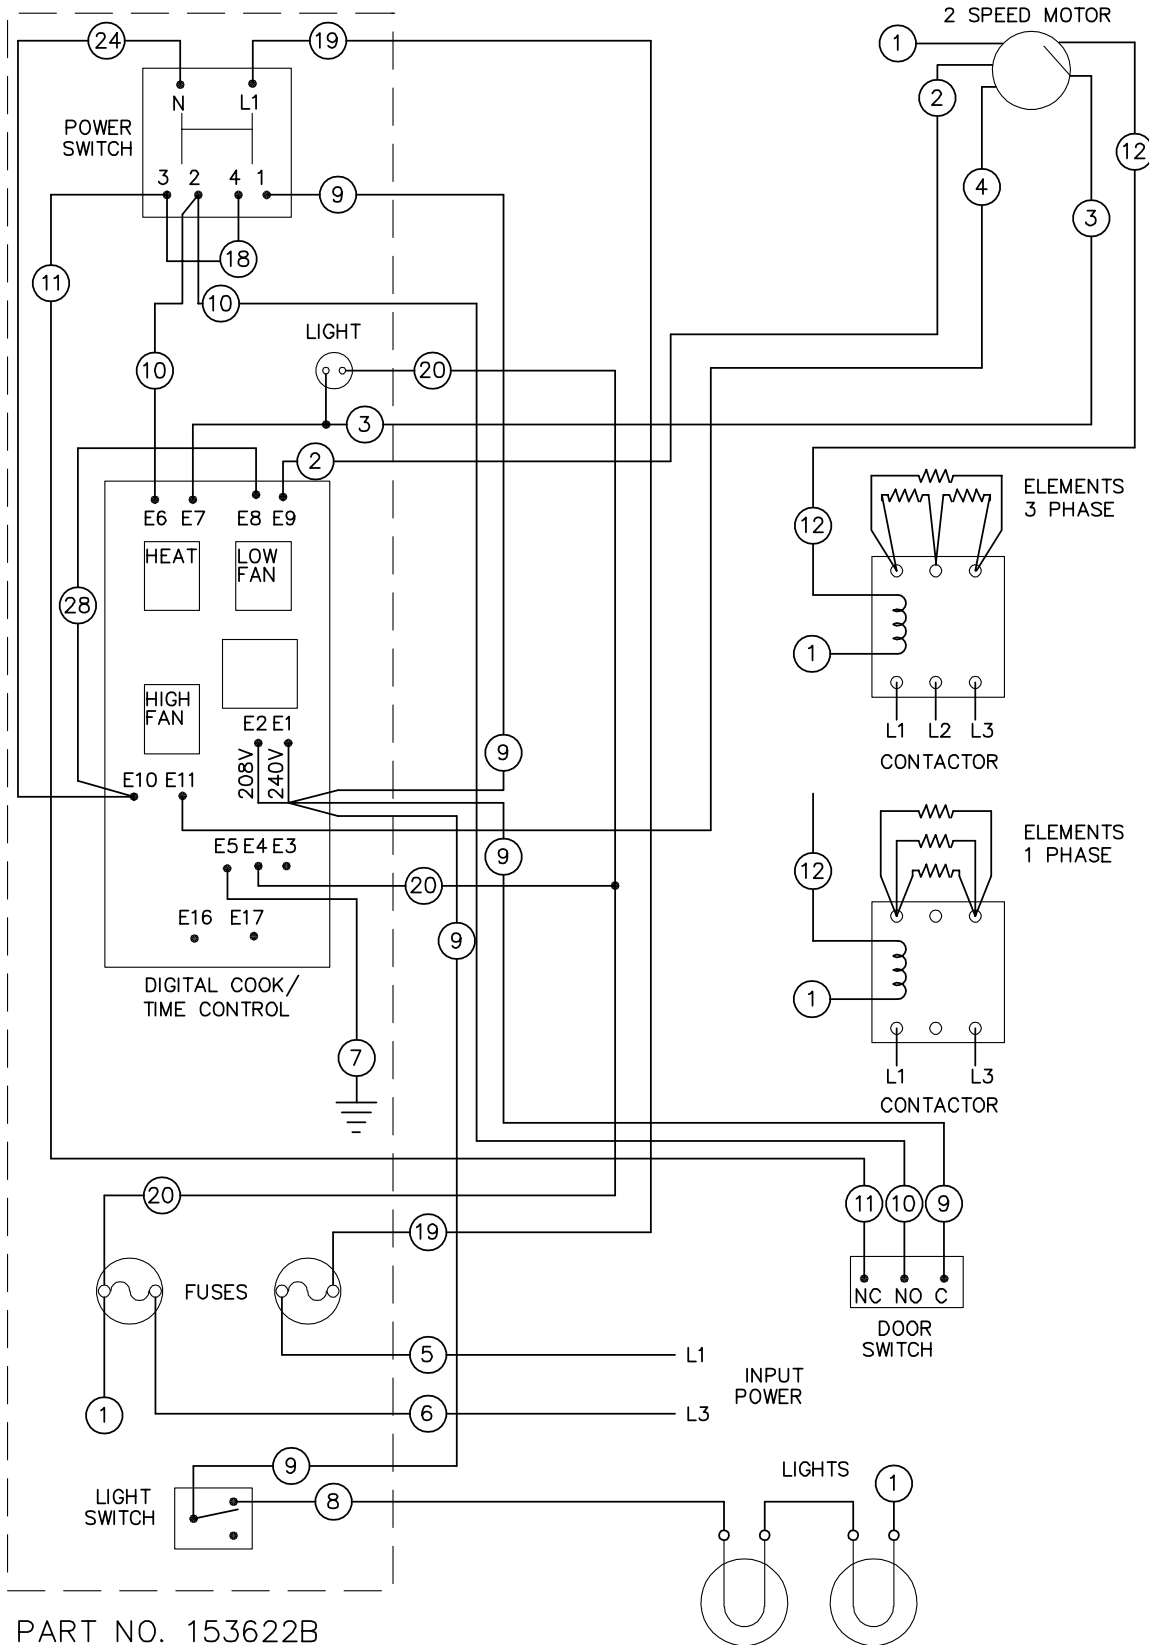 2 SPEED MOTOR
24
19
1
N
L1
2
12
POWER
SWITCH
3
2
4
1
9
4
3
18
11
10
LIGHT
10
20
3
2
ELEMENTS
3 PHASE
E6
E7
E8
E9
12
HEAT
LOW
FAN
28
1
HIGH
FAN
E2
E1
L1
L2
L3
9
208V
240V
CONTACTOR
E10
E11
ELEMENTS
1 PHASE
E5
E4
E3
9
12
20
E16
E17
9
DIGITAL COOK/
TIME CONTROL
1
7
L1
L3
CONTACTOR
20
11
10
9
19
FUSES
NC
NO
C
DOOR
SWITCH
5
L1
INPUT
POWER
1
6
L3
9
LIGHTS
1
LIGHT
SWITCH
8
PART NO. 153622B